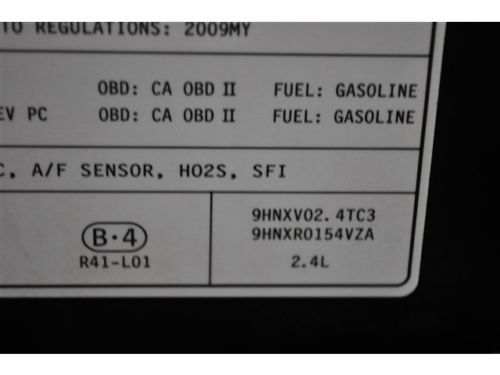 TO REGULATIONS: 2009MY
OBD: CA OBD II FUEL: GASOLINE
EV PC OBD: CA OBD II FUEL: GASOLINE
C, A/F SENSOR, HO2S, SFI
B·4
R41-L01
9HNXV02.4TC3
9HNXR0154VZA
2.4L